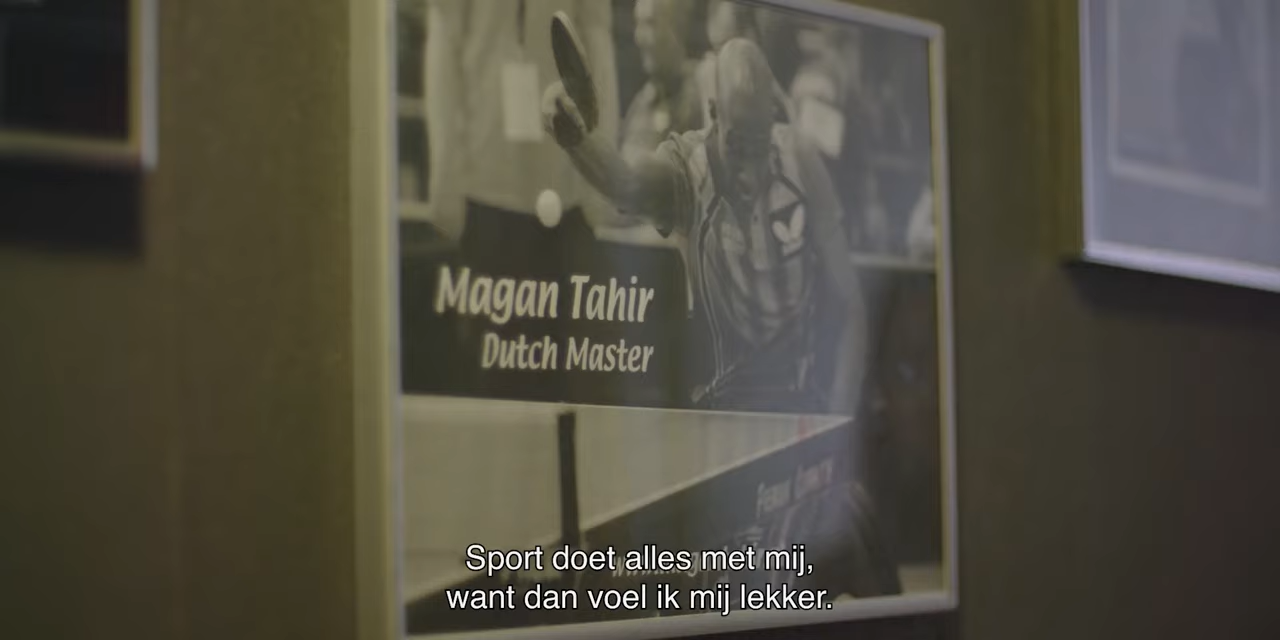 Magan Tahir
Dutch Master
Sport doet alles met mij,
want dan voel ik mij lekker.